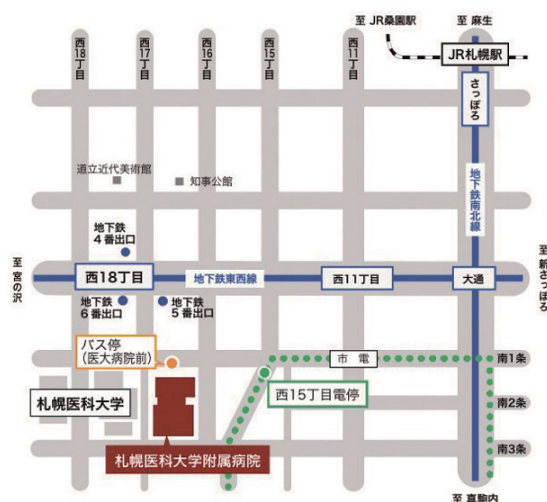 至 JR桑園駅
至 麻生
西18丁目
西17丁目
西16丁目
西15丁目
西11丁目
JR札幌駅
さっぽろ
道立近代美術館
知事公館
地下鉄南北線
地下鉄
4番出口
至 宮の沢
西18丁目
地下鉄東西線
西11丁目
大通
至 新さっぽろ
地下鉄
6番出口
地下鉄
5番出口
バス停
(医大病院前)
市電
南1条
西15丁目電停
札幌医科大学
南2条
札幌医科大学附属病院
南3条
至 真駒内